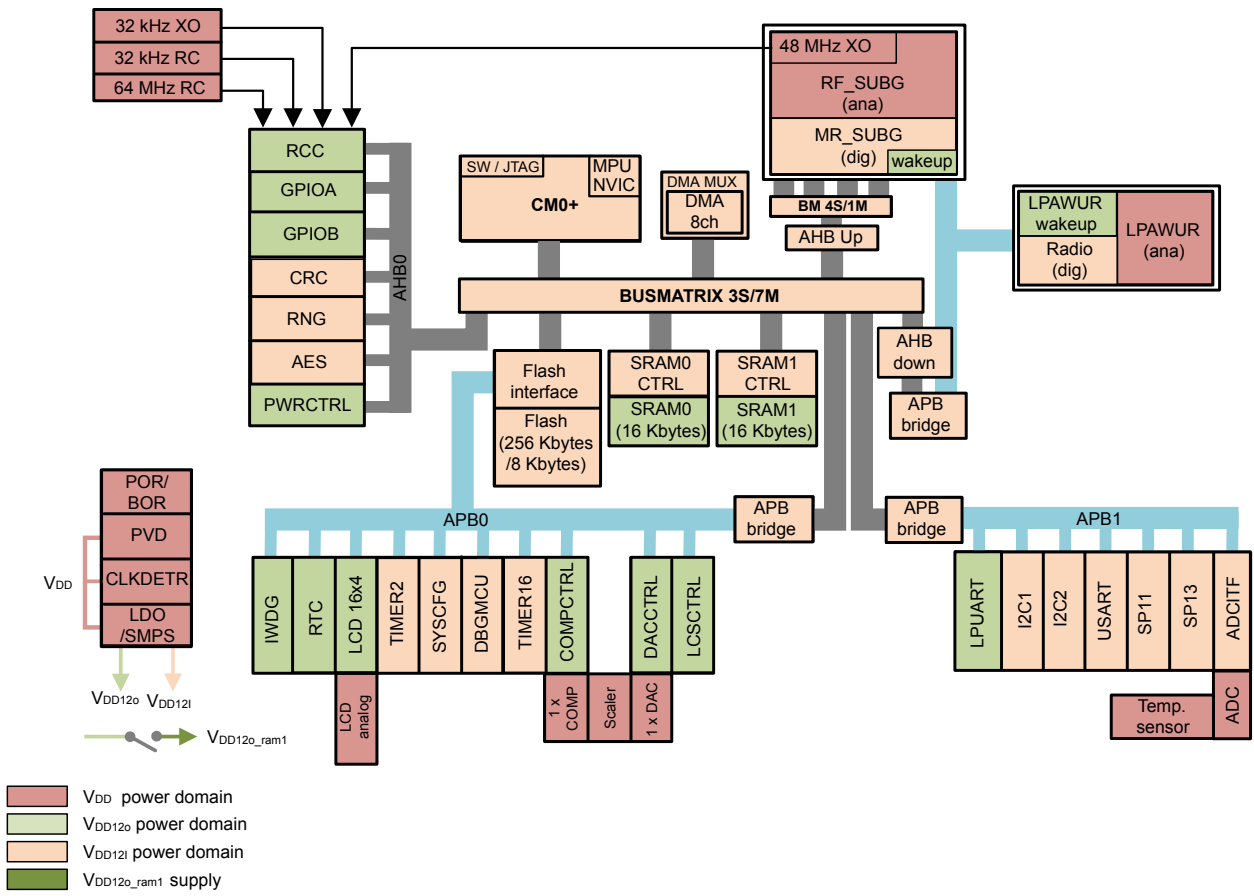 32 kHz XO
32 kHz RC
64 MHz RC
48 MHz XO
RF_SUBG
(ana)
MR_SUBG
(dig)
wakeup
RCC
GPIOA
GPIOB
CRC
RNG
AES
PWRCTRL
AHB0
SW / JTAG
MPU
NVIC
CM0+
DMA MUX
DMA
8ch
BM 4S/1M
AHB Up
LPAWUR
wakeup
Radio
(dig)
LPAWUR
(ana)
BUSMATRIX 3S/7M
Flash
interface
Flash
(256 Kbytes
/8 Kbytes)
SRAM0
CTRL
SRAM0
(16 Kbytes)
SRAM1
CTRL
SRAM1
(16 Kbytes)
AHB
down
APB
bridge
POR/
BOR
PVD
CLKDETR
LDO
/SMPS
VDD
VDD12o
VDD12I
VDD12o_ram1
APB0
APB
bridge
APB
bridge
APB1
IWDG
RTC
LCD 16x4
TIMER2
SYSCFG
DBGMCU
TIMER16
COMPCTRL
DACCTRL
LCSCTRL
LCD
analog
1 x
COMP
Scaler
1 x DAC
LPUART
I2C1
I2C2
USART
SP11
SP13
ADCITF
Temp.
sensor
ADC
VDD power domain
VDD12o power domain
VDD12I power domain
VDD12o_ram1 supply